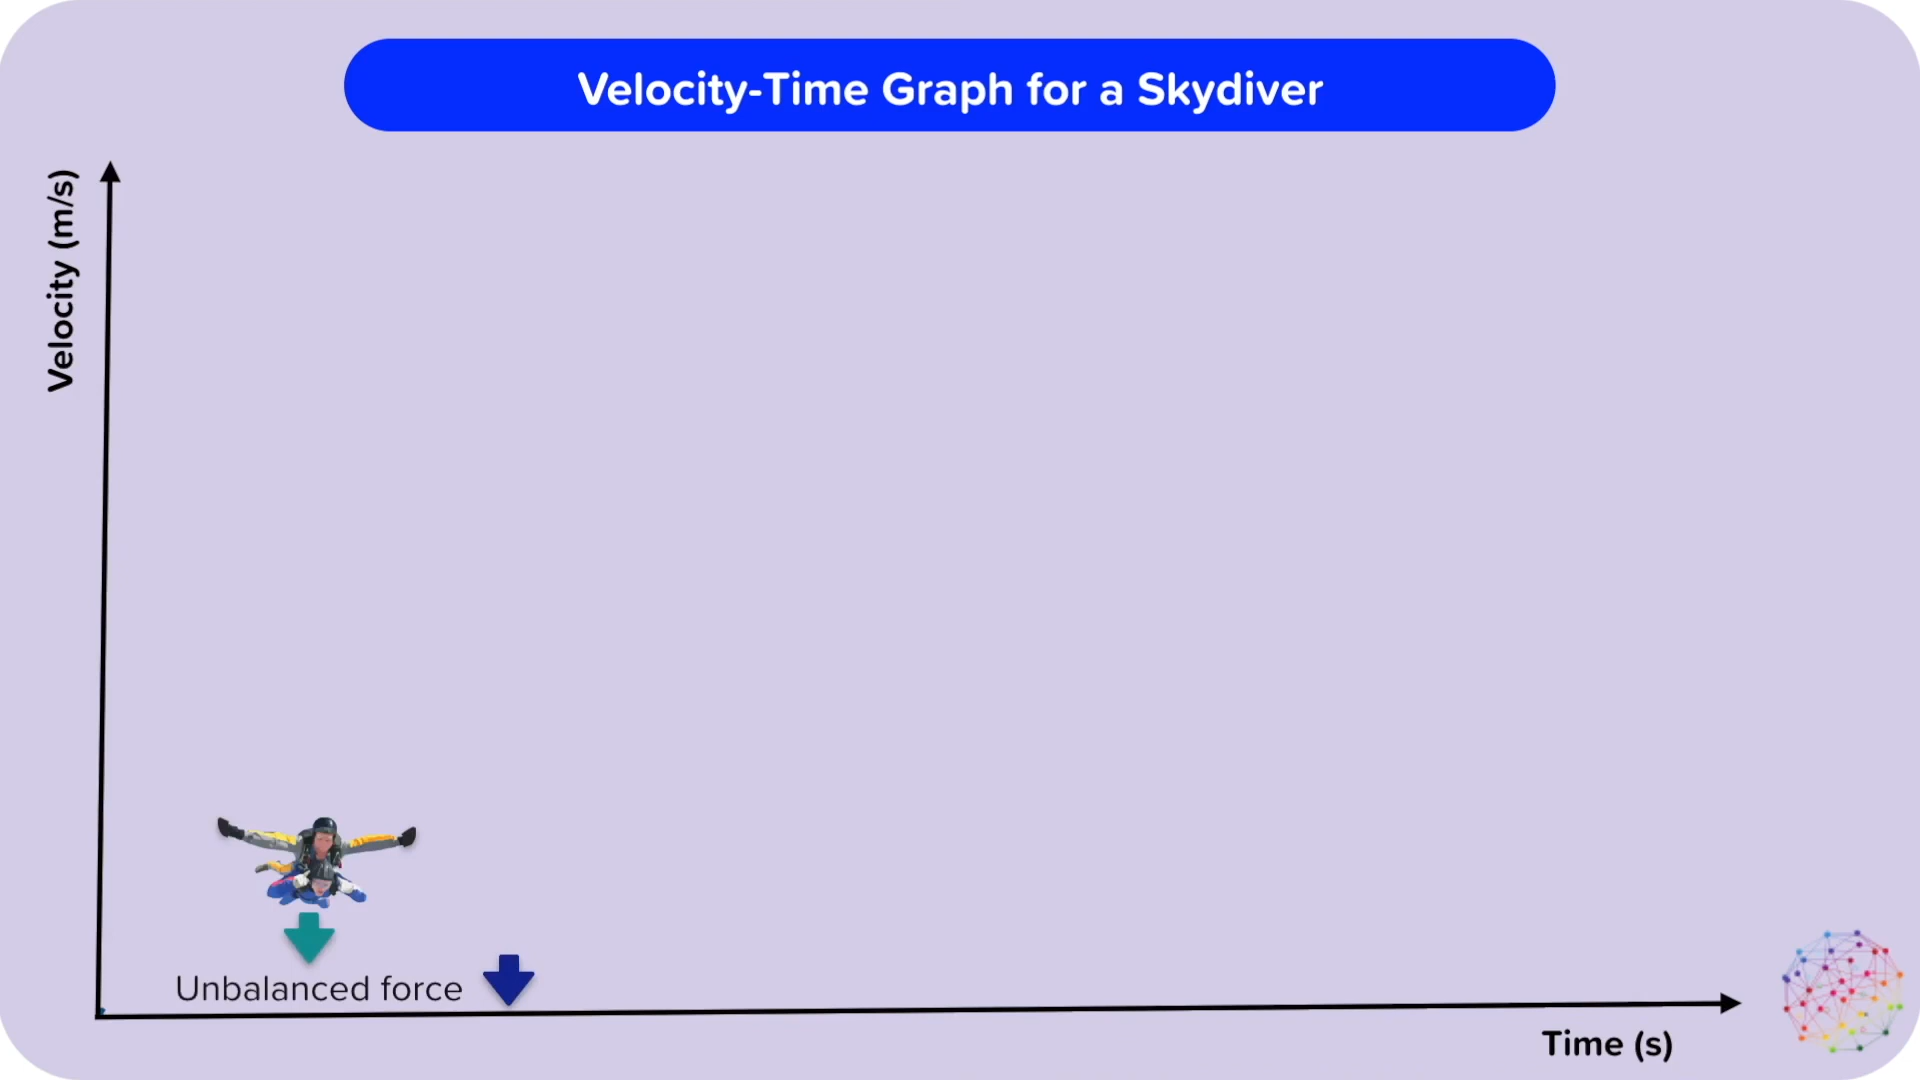 Velocity-Time Graph for a Skydiver
Velocity (m/s)
Unbalanced force
Time (s)